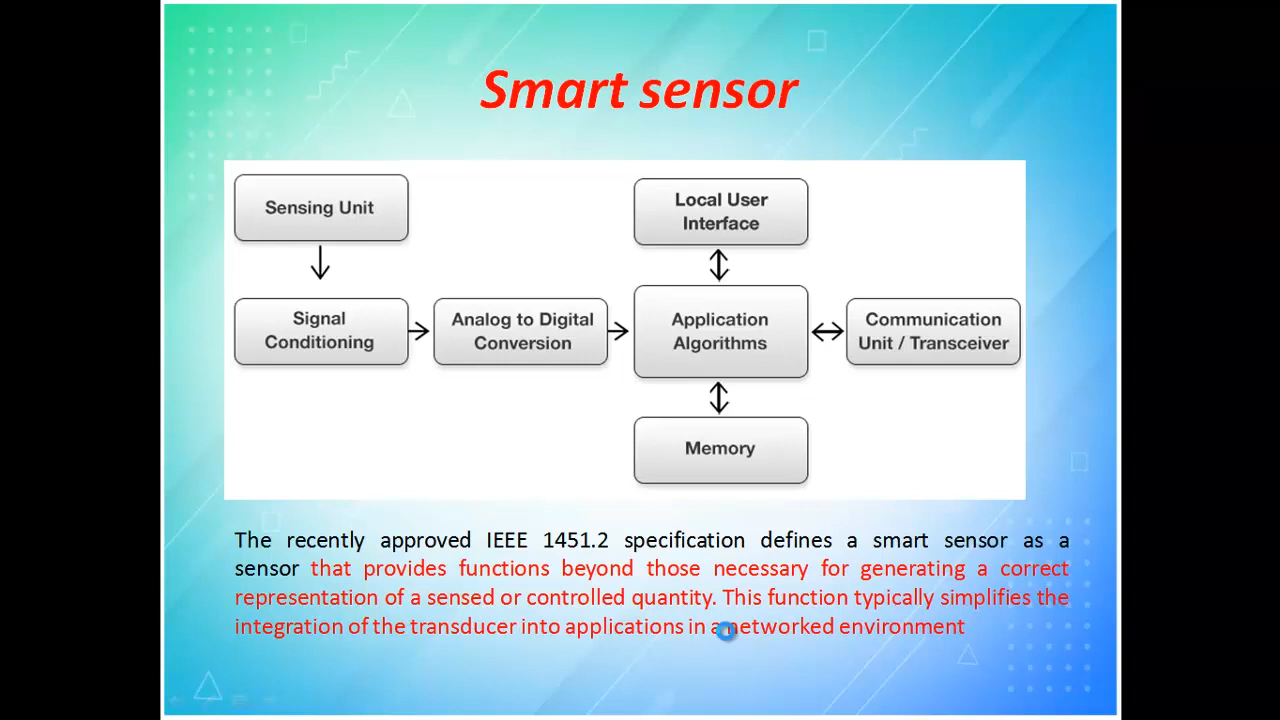 Smart sensor
Sensing Unit
Local User
Interface
Signal
Conditioning
Analog to Digital
Conversion
Application
Algorithms
Communication
Unit / Transceiver
Memory
The recently approved IEEE 1451.2 specification defines a smart sensor as a
sensor that provides functions beyond those necessary for generating a correct
representation of a sensed or controlled quantity. This function typically simplifies the
integration of the transducer into applications in a networked environment